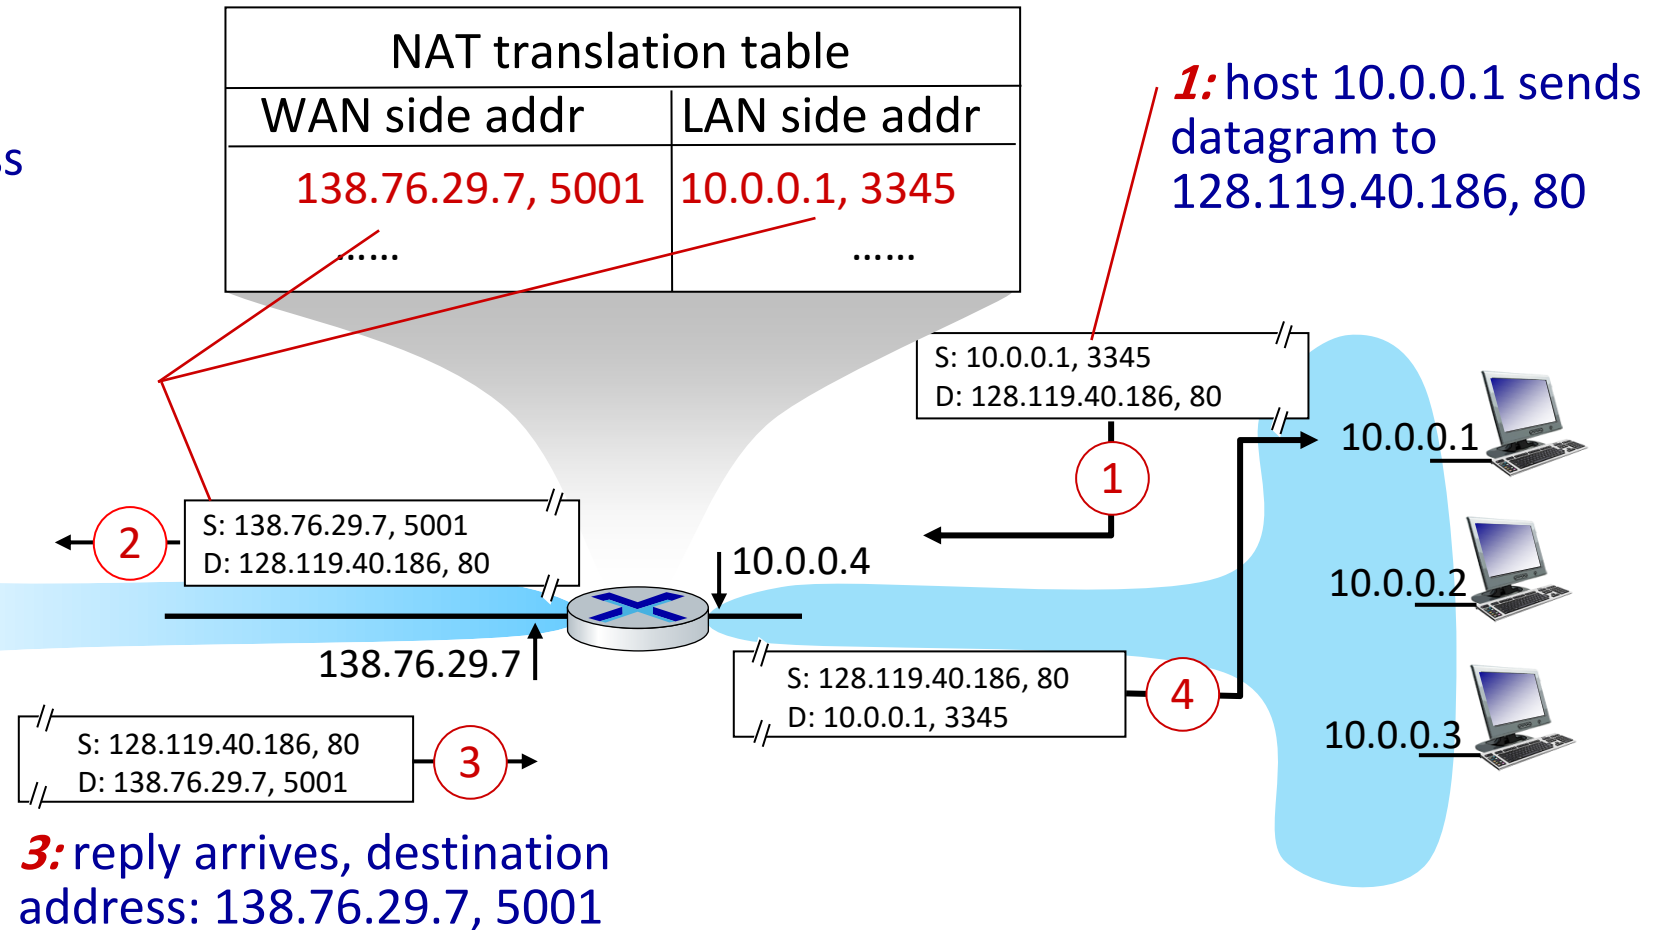 NAT translation table
WAN side addr LAN side addr
138.76.29.7, 5001 10.0.0.1, 3345
...... ......
1: host 10.0.0.1 sends
datagram to
128.119.40.186, 80
S: 10.0.0.1, 3345
D: 128.119.40.186, 80
1
10.0.0.1
2
S: 138.76.29.7, 5001
D: 128.119.40.186, 80
10.0.0.4
10.0.0.2
138.76.29.7
S: 128.119.40.186, 80
D: 10.0.0.1, 3345
4
10.0.0.3
S: 128.119.40.186, 80
D: 138.76.29.7, 5001
3
3: reply arrives, destination
address: 138.76.29.7, 5001